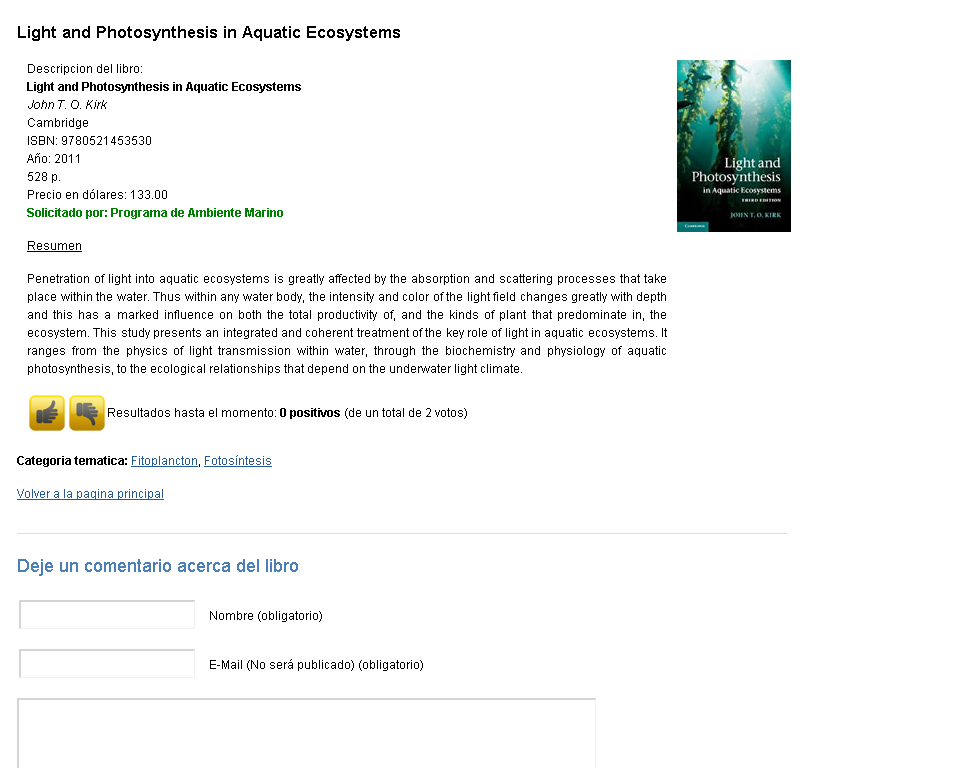 Light and Photosynthesis in Aquatic Ecosystems
Descripcion del libro:
Light and Photosynthesis in Aquatic Ecosystems
John T. O. Kirk
Cambridge
ISBN: 9780521453530
Año: 2011
528 p.
Precio en dólares: 133.00
Solicitado por: Programa de Ambiente Marino
Light and
Photosynthesis
in Aquatic Ecosystems
THIRD EDITION
JOHN T. O. KIRK
CAMBRIDGE
Resumen
Penetration of light into aquatic ecosystems is greatly affected by the absorption and scattering processes that take
place within the water. Thus within any water body, the intensity and color of the light field changes greatly with depth
and this has a marked influence on both the total productivity of, and the kinds of plant that predominate in, the
ecosystem. This study presents an integrated and coherent treatment of the key role of light in aquatic ecosystems. It
ranges from the physics of light transmission within water, through the biochemistry and physiology of aquatic
photosynthesis, to the ecological relationships that depend on the underwater light climate.
Resultados hasta el momento: 0 positivos (de un total de 2 votos)
Categoria tematica: Fitoplancton, Fotosíntesis
Volver a la pagina principal
Deje un comentario acerca del libro
Nombre (obligatorio)
E-Mail (No será publicado) (obligatorio)